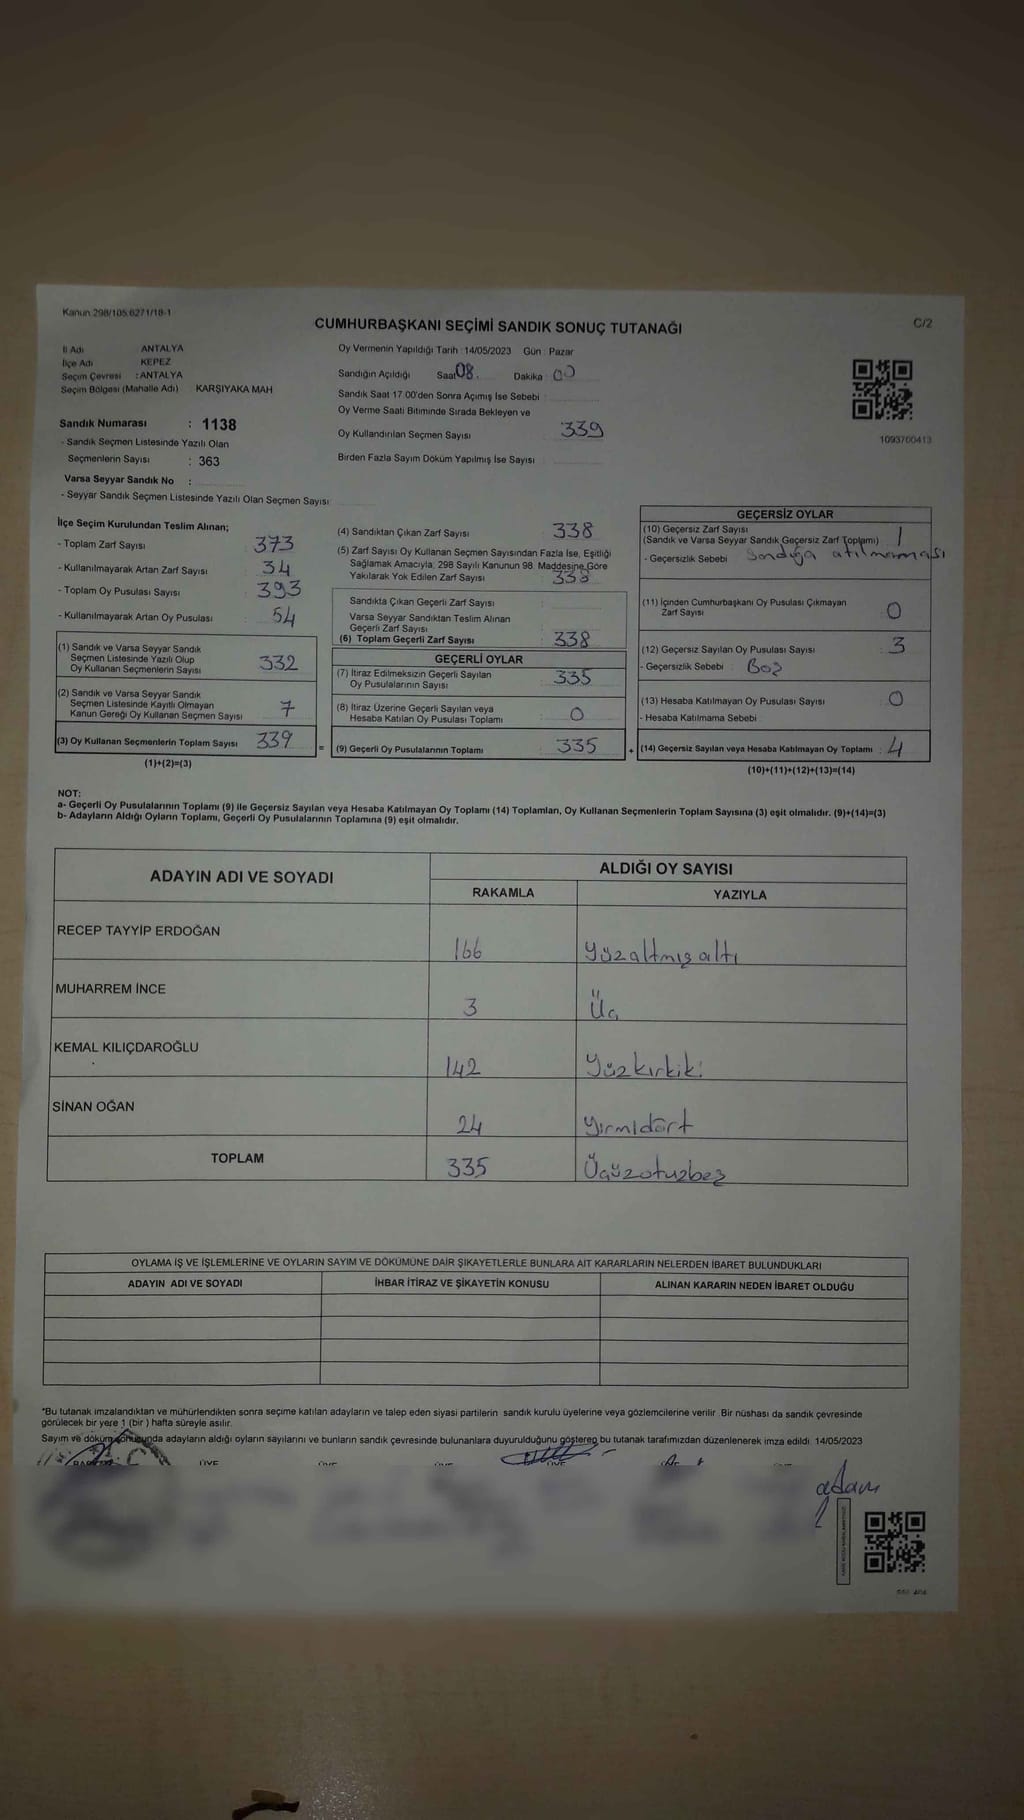 Kanun 298/105,6271/18-1
CUMHURBAŞKANI SEÇİMİ SANDIK SONUÇ TUTANAĞI
C/2
İl Adı ANTALYA
İlçe Adı KEPEZ
Seçim Çevresi :ANTALYA
Seçim Bölgesi (Mahalle Adı) KARŞIYAKA MAH
Sandık Numarası : 1138
- Sandık Seçmen Listesinde Yazılı Olan
Seçmenlerin Sayısı : 363
Varsa Seyyar Sandık No :
- Seyyar Sandık Seçmen Listesinde Yazılı Olan Seçmen Sayısı
Oy Vermenin Yapıldığı Tarih :14/05/2023 Gün : Pazar
Sandığın Açıldığı Saat 08. Dakika : 00
Sandık Saat 17.00'den Sonra Açımış İse Sebebi :
Oy Verme Saati Bitiminde Sırada Bekleyen ve
Oy Kullandırılan Seçmen Sayısı 339
Birden Fazla Sayım Döküm Yapılmış İse Sayısı
1093700413
İlçe Seçim Kurulundan Teslim Alınan;
- Toplam Zarf Sayısı 373
- Kullanılmayarak Artan Zarf Sayısı 34
- Toplam Oy Pusulası Sayısı 393
- Kullanılmayarak Artan Oy Pusulası 54
(1) Sandık ve Varsa Seyyar Sandık
Seçmen Listesinde Yazılı Olup
Oy Kullanan Seçmenlerin Sayısı 332
(2) Sandık ve Varsa Seyyar Sandık
Seçmen Listesinde Kayıtlı Olmayan
Kanun Gereği Oy Kullanan Seçmen Sayısı 7
(3) Oy Kullanan Seçmenlerin Toplam Sayısı 339
(1)+(2)=(3)
(4) Sandıktan Çıkan Zarf Sayısı 338
(5) Zarf Sayısı Oy Kullanan Seçmen Sayısından Fazla İse, Eşitliği
Sağlamak Amacıyla, 298 Sayılı Kanunun 98. Maddesine Göre
Yakılarak Yok Edilen Zarf Sayısı 338
Sandıkta Çıkan Geçerli Zarf Sayısı
Varsa Seyyar Sandıktan Teslim Alınan
Geçerli Zarf Sayısı
(6) Toplam Geçerli Zarf Sayısı : 338
GEÇERLİ OYLAR
(7) İtiraz Edilmeksizin Geçerli Sayılan
Oy Pusulalarının Sayısı : 335
(8) İtiraz Üzerine Geçerli Sayılan veya
Hesaba Katılan Oy Pusulası Toplamı : 0
= (9) Geçerli Oy Pusulalarının Toplamı : 335
GEÇERSİZ OYLAR
(10) Geçersiz Zarf Sayısı
(Sandık ve Varsa Seyyar Sandık Geçersiz Zarf Toplamı) 1
- Geçersizlik Sebebi Sandığa atılmaması
(11) İçinden Cumhurbaşkanı Oy Pusulası Çıkmayan
Zarf Sayısı 0
(12) Geçersiz Sayılan Oy Pusulası Sayısı : 3
- Geçersizlik Sebebi : Boş
(13) Hesaba Katılmayan Oy Pusulası Sayısı : 0
- Hesaba Katılmama Sebebi
+ (14) Geçersiz Sayılan veya Hesaba Katılmayan Oy Toplamı : 4
(10)+(11)+(12)+(13)=(14)
NOT:
a- Geçerli Oy Pusulalarının Toplamı (9) ile Geçersiz Sayılan veya Hesaba Katılmayan Oy Toplamı (14) Toplamları, Oy Kullanan Seçmenlerin Toplam Sayısına (3) eşit olmalıdır. (9)+(14)=(3)
b- Adayların Aldığı Oyların Toplamı, Geçerli Oy Pusulalarının Toplamına (9) eşit olmalıdır.
ADAYIN ADI VE SOYADI
ALDIĞI OY SAYISI
RAKAMLA YAZIYLA
RECEP TAYYİP ERDOĞAN 166 Yüzaltmış altı
MUHARREM İNCE 3 Üç
KEMAL KILIÇDAROĞLU 142 Yüzkırkiki
SİNAN OĞAN 24 Yirmidört
TOPLAM 335 Üçyüzotuzbeş
OYLAMA İŞ VE İŞLEMLERİNE VE OYLARIN SAYIM VE DÖKÜMÜNE DAİR ŞİKAYETLERLE BUNLARA AİT KARARLARIN NELERDEN İBARET BULUNDUKLARI
ADAYIN ADI VE SOYADI İHBAR İTİRAZ VE ŞİKAYETİN KONUSU ALINAN KARARIN NEDEN İBARET OLDUĞU
*Bu tutanak imzalandıktan ve mühürlendikten sonra seçime katılan adayların ve talep eden siyasi partilerin sandık kurulu üyelerine veya gözlemcilerine verilir. Bir nüshası da sandık çevresinde
görülecek bir yere 1 (bir ) hafta süreyle asılır.
Sayım ve döküm sonucunda adayların aldığı oyların sayılarını ve bunların sandık çevresinde bulunanlara duyurulduğunu gösteren bu tutanak tarafımızdan düzenlenerek imza edildi. 14/05/2023
ÜYE
adam